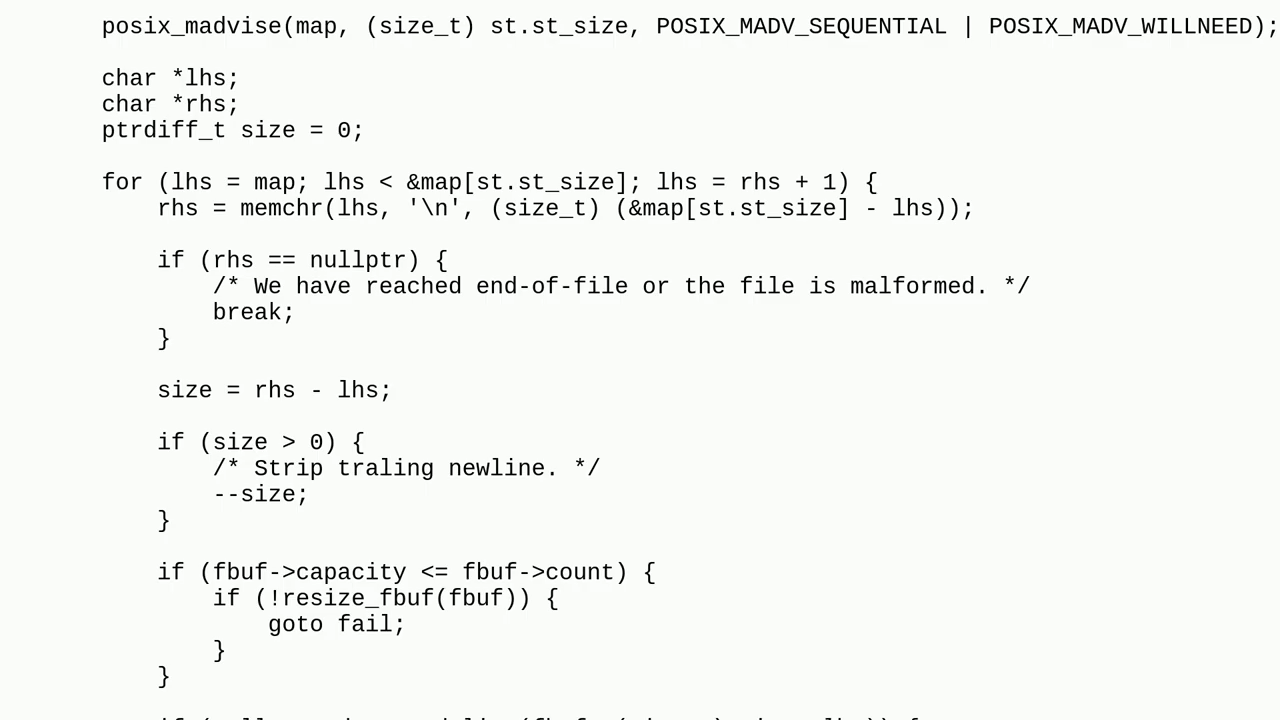 posix_madvise(map, (size_t) st.st_size, POSIX_MADV_SEQUENTIAL | POSIX_MADV_WILLNEED);
char *lhs;
char *rhs;
ptrdiff_t size = 0;
for (lhs = map; lhs < &map[st.st_size]; lhs = rhs + 1) {
rhs = memchr(lhs, '\n', (size_t) (&map[st.st_size] - lhs));
if (rhs == nullptr) {
/* We have reached end-of-file or the file is malformed. */
break;
}
size = rhs - lhs;
if (size > 0) {
/* Strip traling newline. */
--size;
}
if (fbuf->capacity <= fbuf->count) {
if (!resize_fbuf(fbuf)) {
goto fail;
}
}